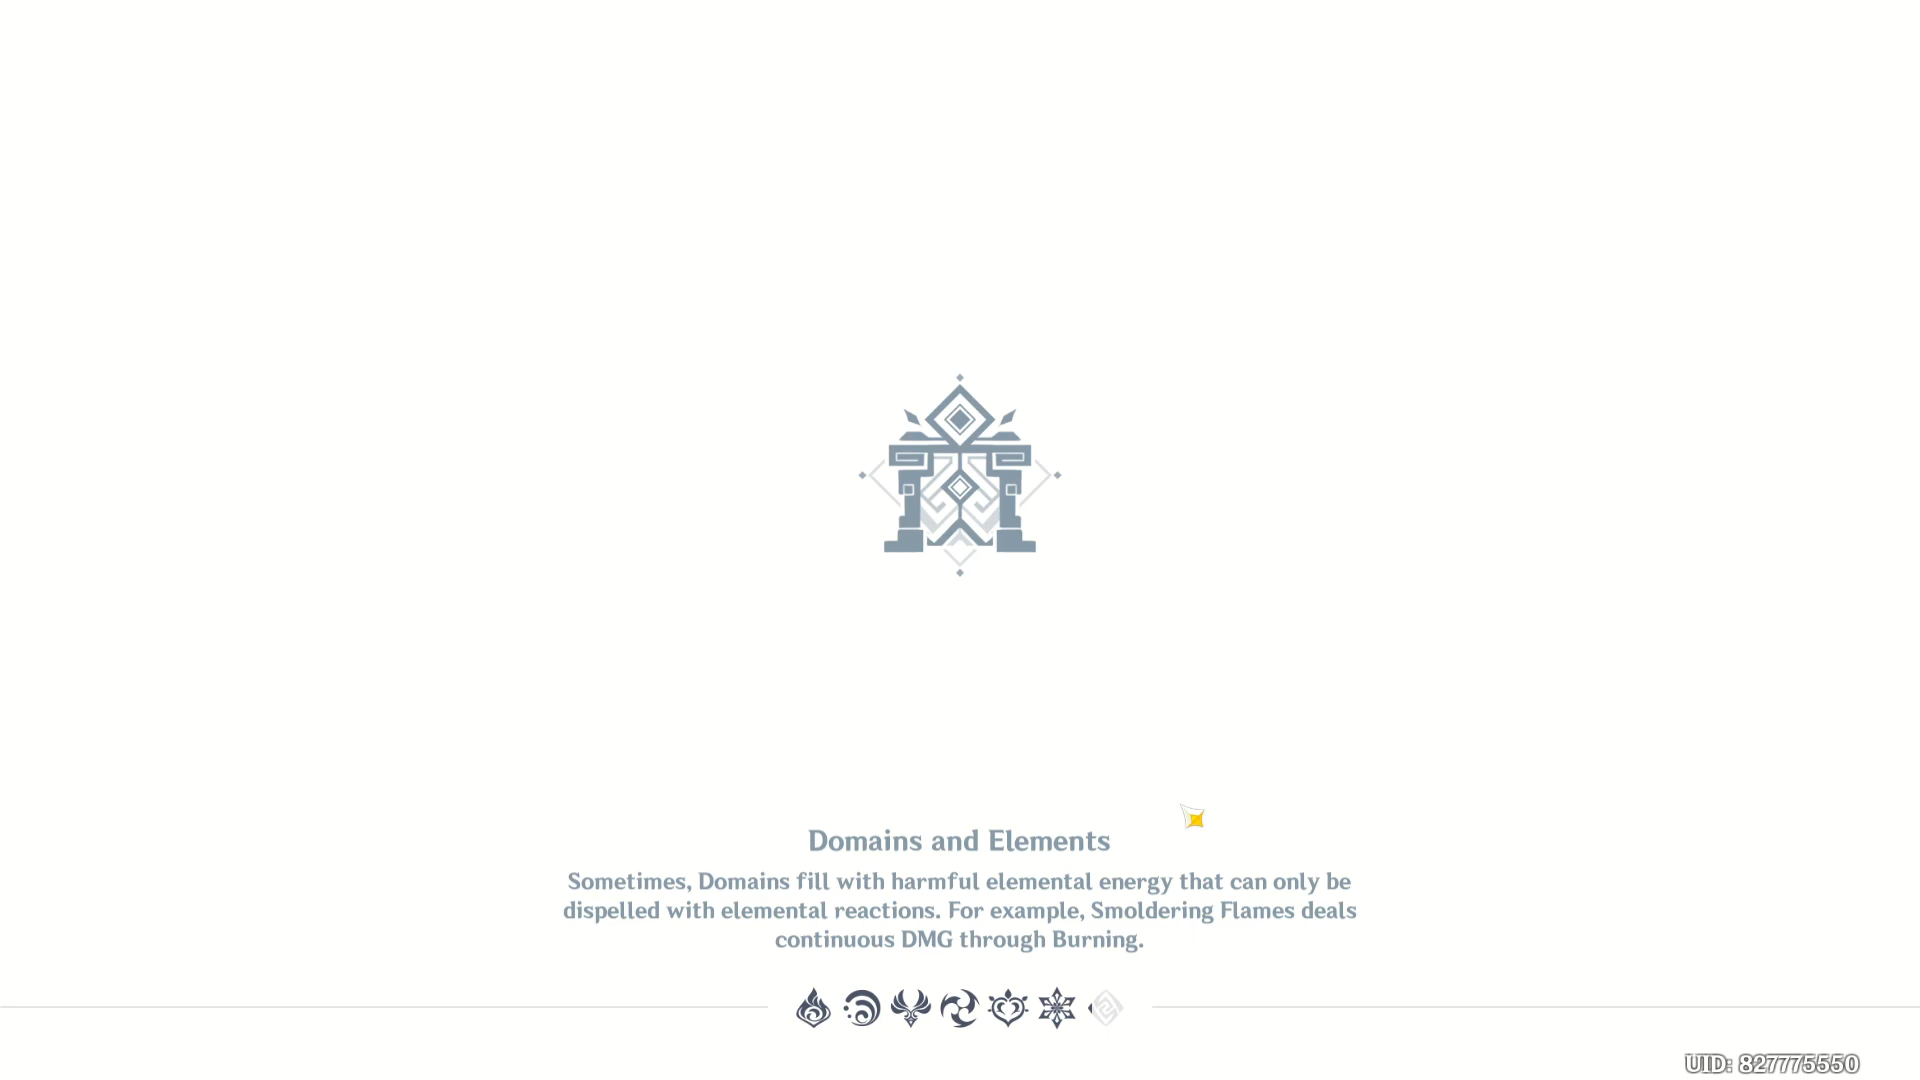 Domains and Elements
Sometimes, Domains fill with harmful elemental energy that can only be
dispelled with elemental reactions. For example, Smoldering Flames deals
continuous DMG through Burning.
UID: 827775550